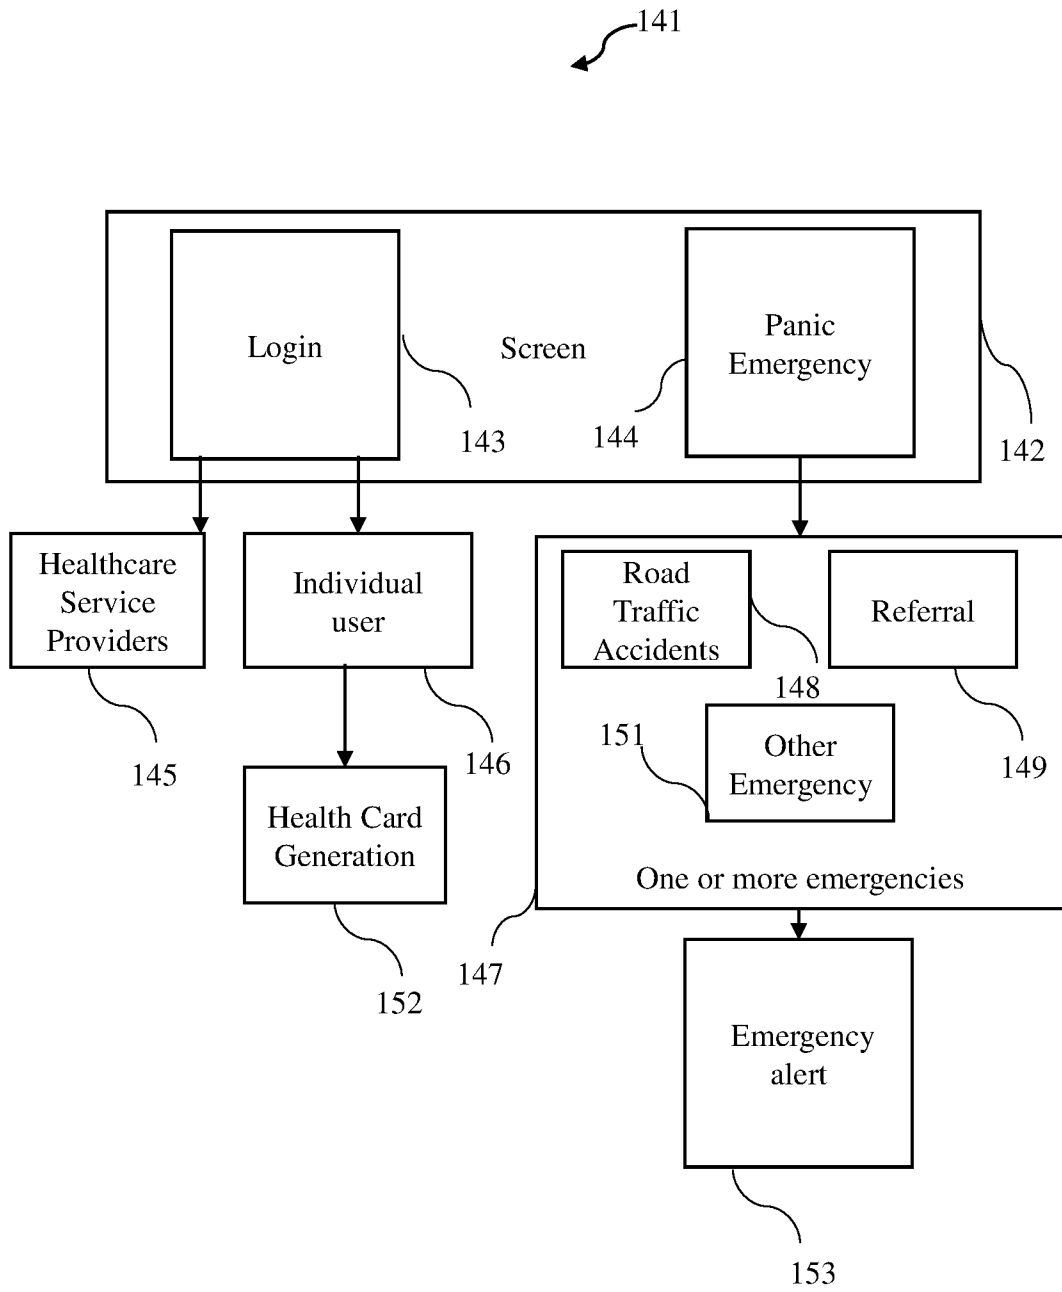 141
Login
Screen
Panic
Emergency
143
144
142
Healthcare
Service
Providers
Individual
user
Road
Traffic
Accidents
Referral
148
145
146
151
Other
Emergency
149
Health Card
Generation
One or more emergencies
147
152
Emergency
alert
153